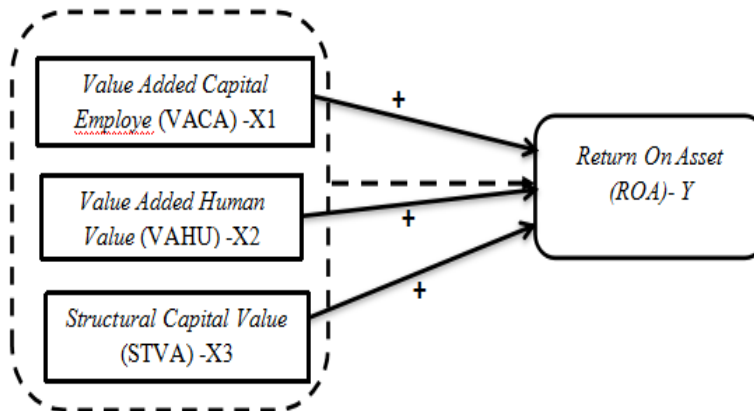 Value Added Capital
Employe (VACA) -X1
+
Return On Asset
(ROA)- Y
Value Added Human
Value (VAHU) -X2
+
Structural Capital Value
(STVA) -X3
+